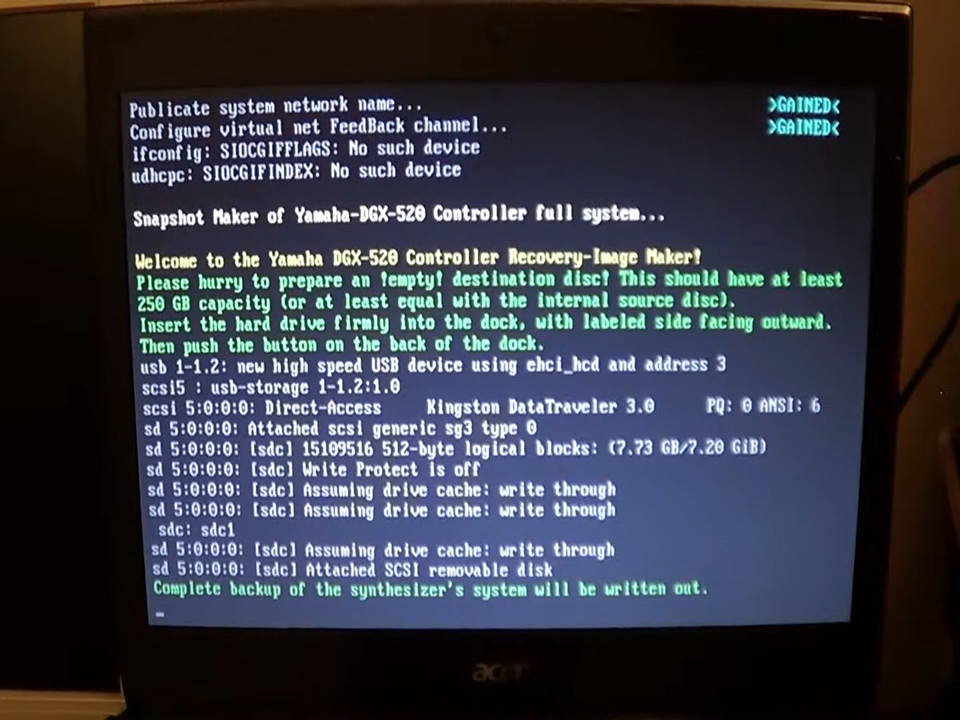 Publicate system network name... >GAINED<
Configure virtual net FeedBack channel... >GAINED<
ifconfig: SIOCGIFFLAGS: No such device
udhcpc: SIOCGIFINDEX: No such device
Snapshot Maker of Yamaha-DGX-520 Controller full system...
Welcome to the Yamaha DGX-520 Controller Recovery-Image Maker!
Please hurry to prepare an !empty! destination disc! This should have at least
250 GB capacity (or at least equal with the internal source disc).
Insert the hard drive firmly into the dock, with labeled side facing outward.
Then push the button on the back of the dock.
usb 1-1.2: new high speed USB device using ehci_hcd and address 3
scsi5 : usb-storage 1-1.2:1.0
scsi 5:0:0:0: Direct-Access Kingston DataTraveler 3.0 PQ: 0 ANSI: 6
sd 5:0:0:0: Attached scsi generic sg3 type 0
sd 5:0:0:0: [sdc] 15109516 512-byte logical blocks: (7.73 GB/7.20 GiB)
sd 5:0:0:0: [sdc] Write Protect is off
sd 5:0:0:0: [sdc] Assuming drive cache: write through
sd 5:0:0:0: [sdc] Assuming drive cache: write through
sdc: sdc1
sd 5:0:0:0: [sdc] Assuming drive cache: write through
sd 5:0:0:0: [sdc] Attached SCSI removable disk
Complete backup of the synthesizer's system will be written out.
acer